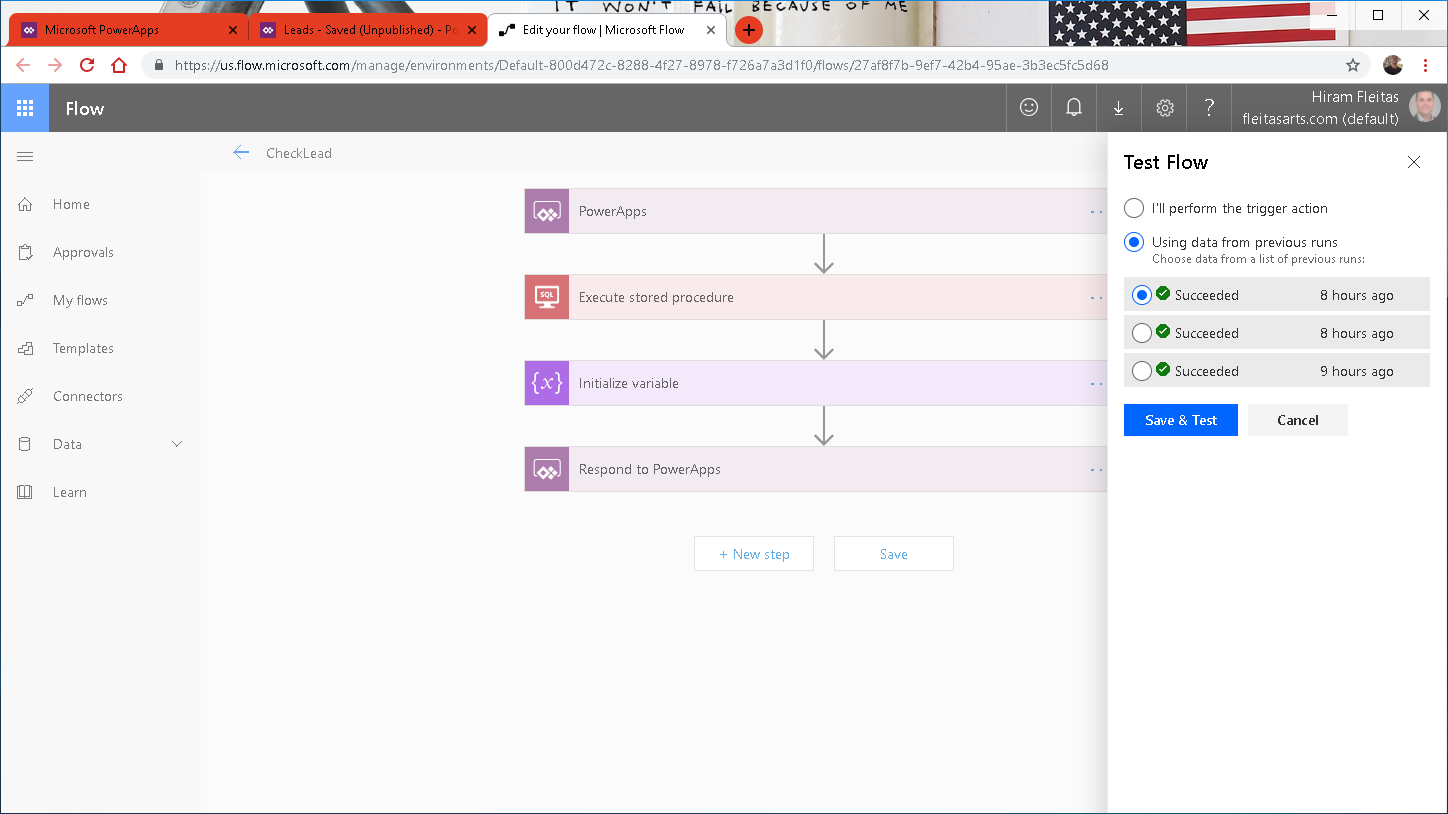 IT WON'T FAIL BECAUSE OF ME
Microsoft PowerApps
Leads - Saved (Unpublished) - Po
Edit your flow | Microsoft Flow
https://us.flow.microsoft.com/manage/environments/Default-800d472c-8288-4f27-8978-f726a7a3d1f0/flows/27af8f7b-9ef7-42b4-95ae-3b3ec5fc5d68
Flow
?
Hiram Fleitas
fleitasarts.com (default)
CheckLead
Home
Approvals
My flows
Templates
Connectors
Data
Learn
PowerApps
SQL
Execute stored procedure
{x}
Initialize variable
Respond to PowerApps
+ New step
Save
Test Flow
I'll perform the trigger action
Using data from previous runs
Choose data from a list of previous runs:
Succeeded 8 hours ago
Succeeded 8 hours ago
Succeeded 9 hours ago
Save & Test
Cancel